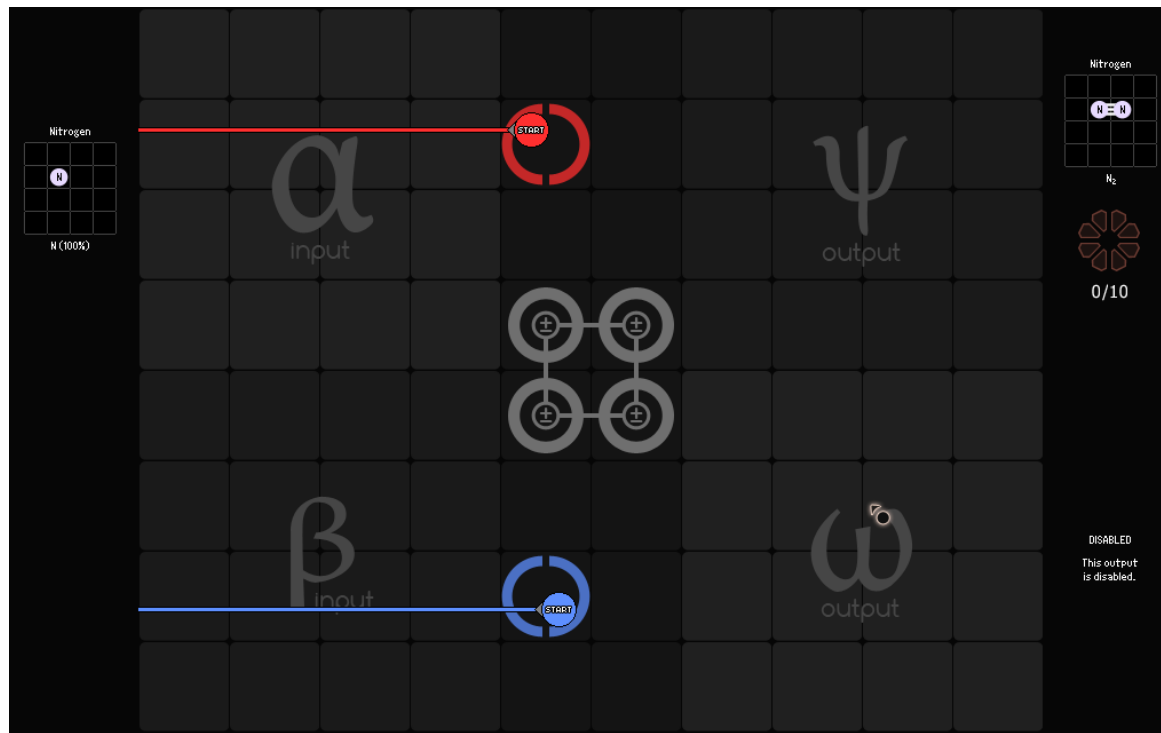 Nitrogen
N
N (100%)
START
α
input
ψ
output
Nitrogen
N = N
N₂
0/10
±
±
±
±
β
input
START
ω
output
DISABLED
This output
is disabled.